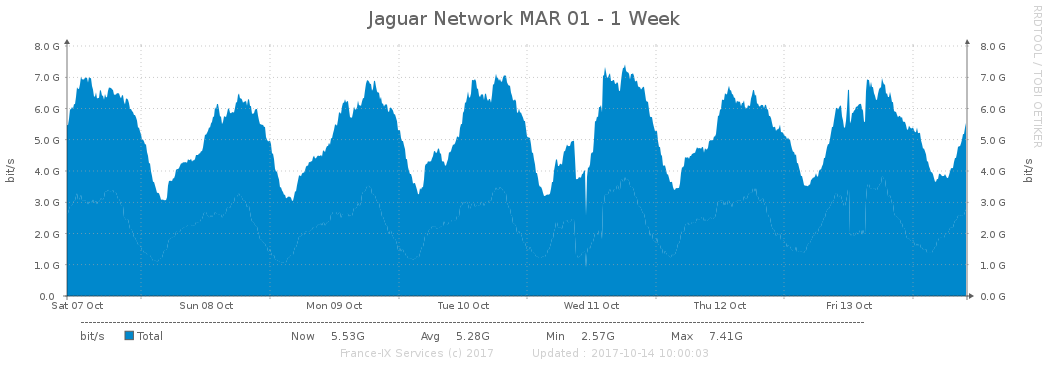 Jaguar Network MAR 01 - 1 Week
RRDTOOL / TOBI OETIKER
bit/s
8.0 G 8.0 G
7.0 G 7.0 G
6.0 G 6.0 G
5.0 G 5.0 G
4.0 G 4.0 G
3.0 G 3.0 G
2.0 G 2.0 G
1.0 G 1.0 G
0.0 0.0 G
bit/s
Sat 07 Oct Sun 08 Oct Mon 09 Oct Tue 10 Oct Wed 11 Oct Thu 12 Oct Fri 13 Oct
bit/s Total Now 5.53G Avg 5.28G Min 2.57G Max 7.41G
France-IX Services (c) 2017 Updated : 2017-10-14 10:00:03